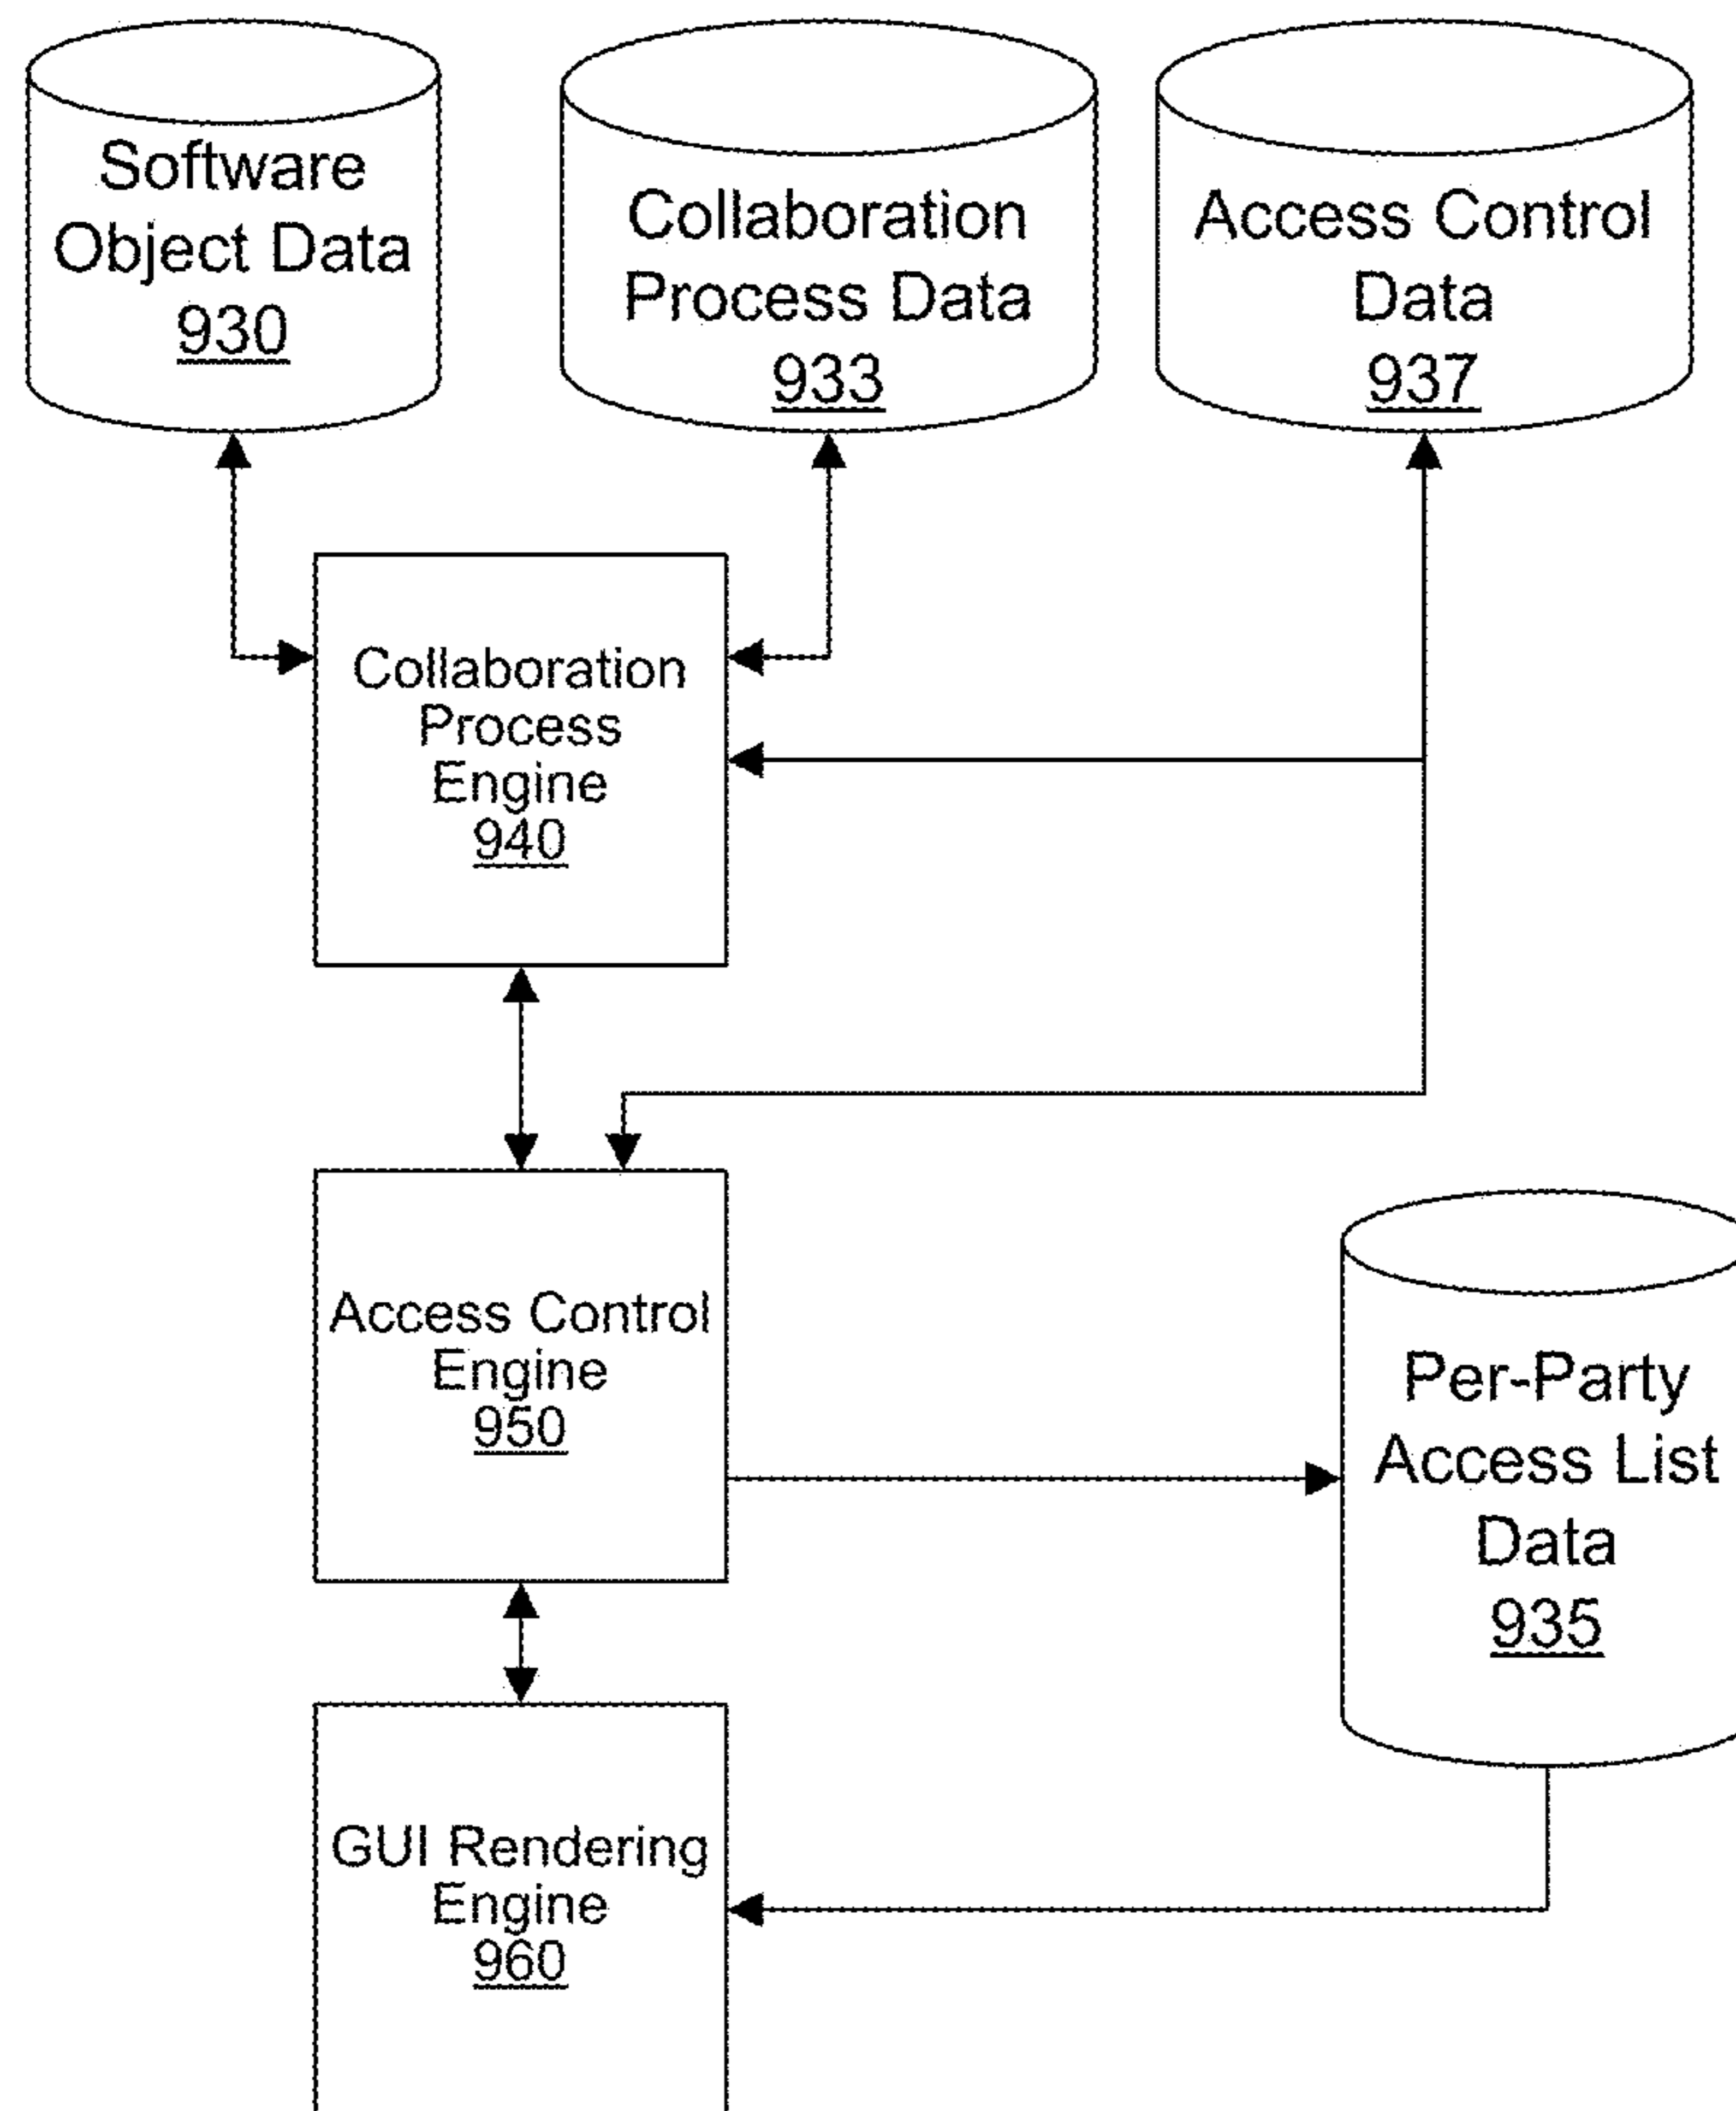 Software
Object Data
930
Collaboration
Process Data
933
Access Control
Data
937
Collaboration
Process
Engine
940
Access Control
Engine
950
Per-Party
Access List
Data
935
GUI Rendering
Engine
960